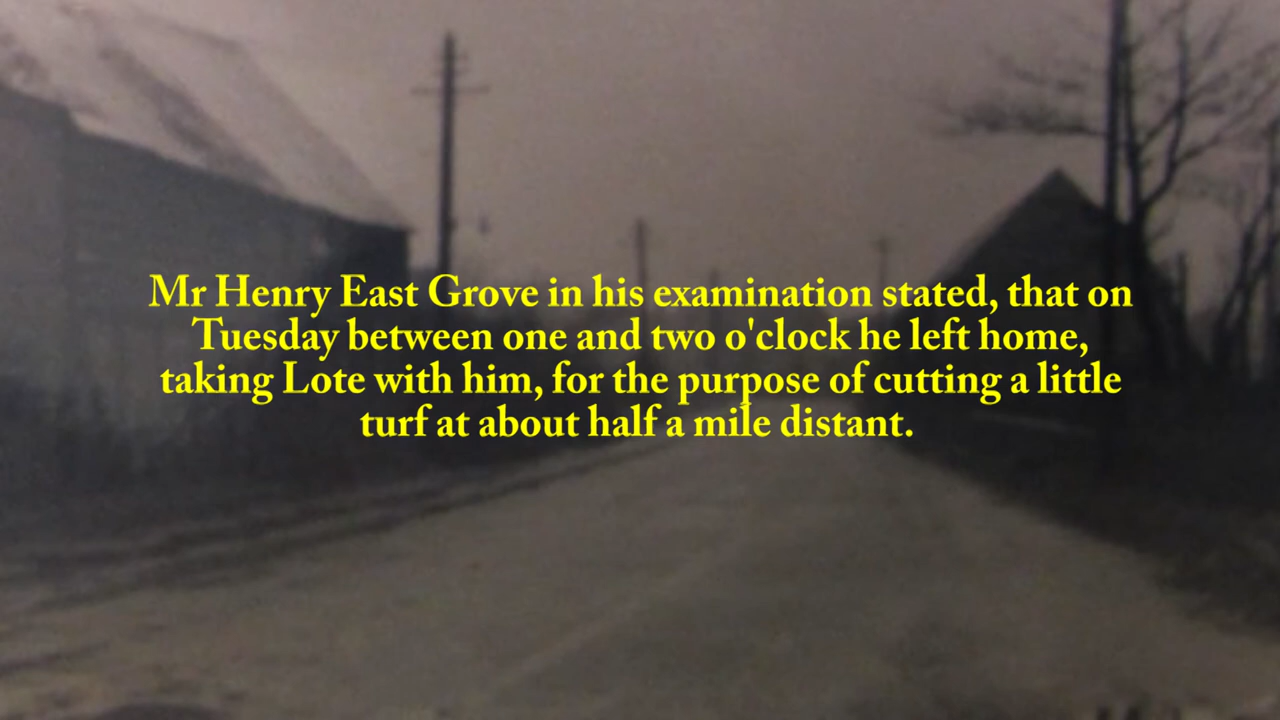 Mr Henry East Grove in his examination stated, that on
Tuesday between one and two o'clock he left home,
taking Lote with him, for the purpose of cutting a little
turf at about half a mile distant.